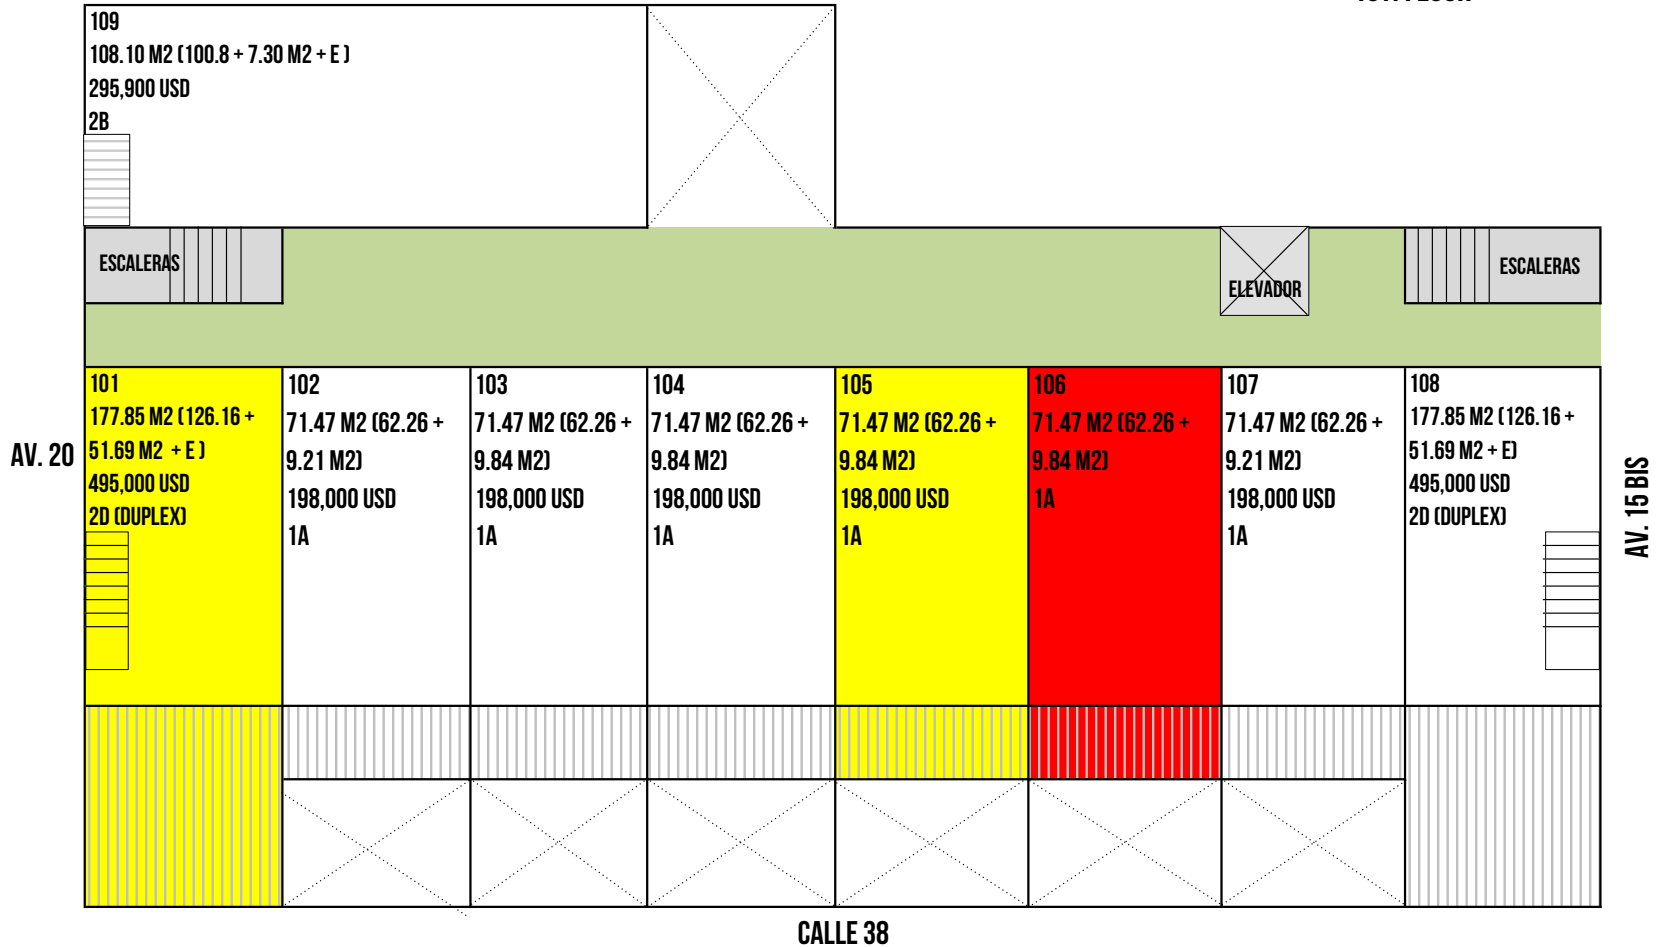 109
108.10 M2 (100.8 + 7.30 M2 + E )
295,900 USD
2B
ESCALERAS
ELEVADOR
ESCALERAS
AV. 20
101
177.85 M2 (126.16 +
51.69 M2 + E )
495,000 USD
2D (DUPLEX)
102
71.47 M2 (62.26 +
9.21 M2)
198,000 USD
1A
103
71.47 M2 (62.26 +
9.84 M2)
198,000 USD
1A
104
71.47 M2 (62.26 +
9.84 M2)
198,000 USD
1A
105
71.47 M2 (62.26 +
9.84 M2)
198,000 USD
1A
106
71.47 M2 (62.26 +
9.84 M2)
1A
107
71.47 M2 (62.26 +
9.21 M2)
198,000 USD
1A
108
177.85 M2 (126.16 +
51.69 M2 + E)
495,000 USD
2D (DUPLEX)
AV. 15 BIS
CALLE 38